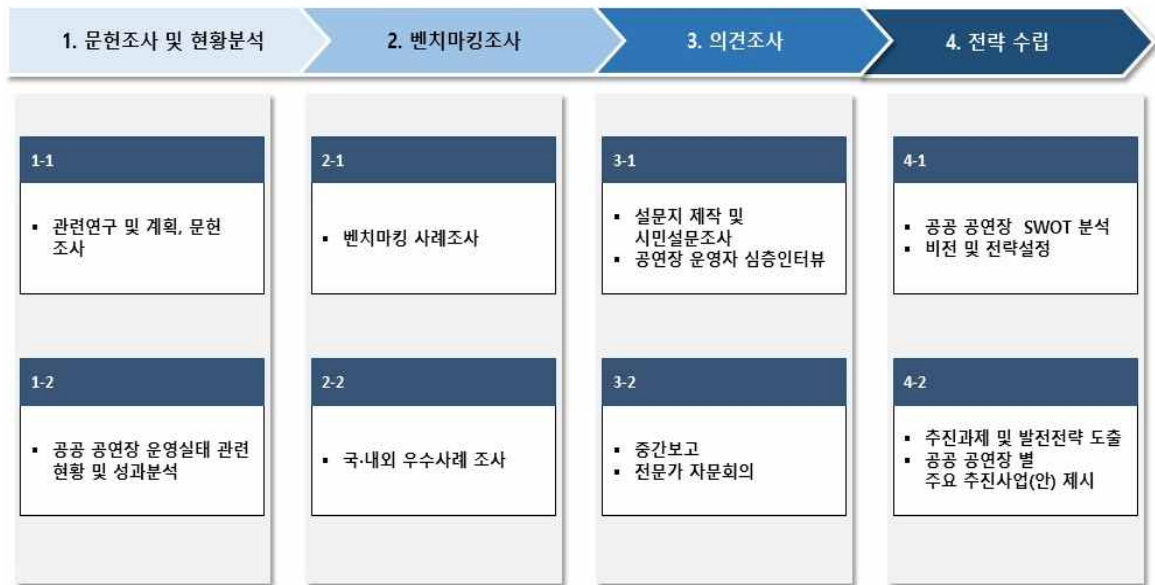 1. 문헌조사 및 현황분석
2. 벤치마킹조사
3. 의견조사
4. 전략 수립
1-1
▪ 관련연구 및 계획, 문헌
조사
2-1
▪ 벤치마킹 사례조사
3-1
▪ 설문지 제작 및
시민설문조사
▪ 공연장 운영자 심층인터뷰
4-1
▪ 공공 공연장 SWOT 분석
▪ 비전 및 전략설정
1-2
▪ 공공 공연장 운영실태 관련
현황 및 성과분석
2-2
▪ 국·내외 우수사례 조사
3-2
▪ 중간보고
▪ 전문가 자문회의
4-2
▪ 추진과제 및 발전전략 도출
▪ 공공 공연장 별
주요 추진사업(안) 제시